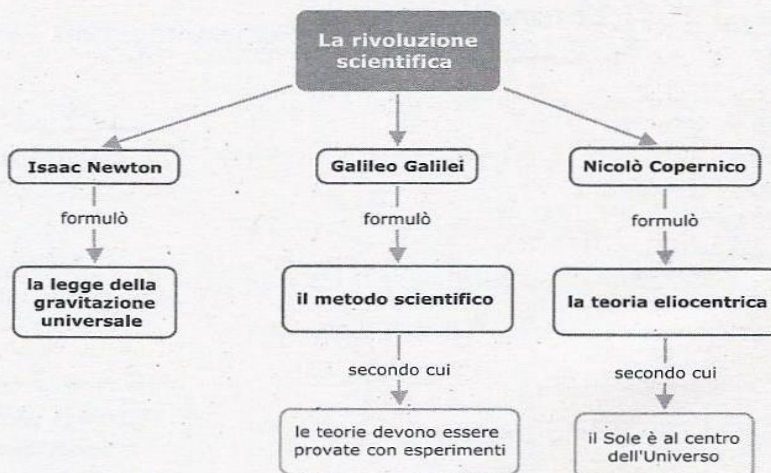 La rivoluzione
scientifica
Isaac Newton
Galileo Galilei
Nicolò Copernico
formulò
formulò
formulò
la legge della
gravitazione
universale
il metodo scientifico
la teoria eliocentrica
secondo cui
secondo cui
le teorie devono essere
provate con esperimenti
il Sole è al centro
dell'Universo